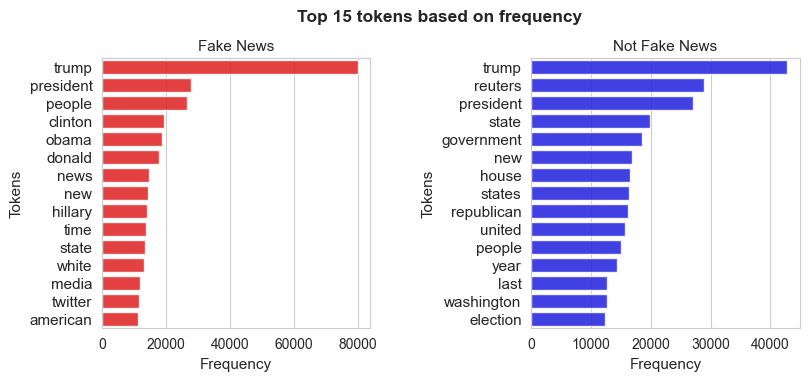 Top 15 tokens based on frequency
Fake News
trump
president
people
clinton
obama
donald
news
new
hillary
time
state
white
media
twitter
american
Tokens
0 20000 40000 60000 80000
Frequency
Not Fake News
trump
reuters
president
state
government
new
house
states
republican
united
people
year
last
washington
election
Tokens
0 10000 20000 30000 40000
Frequency